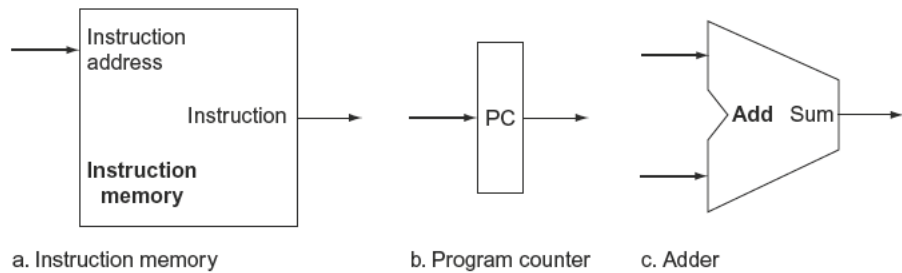 Instruction
address
Instruction
Instruction
memory
PC
Add Sum
a. Instruction memory
b. Program counter
c. Adder